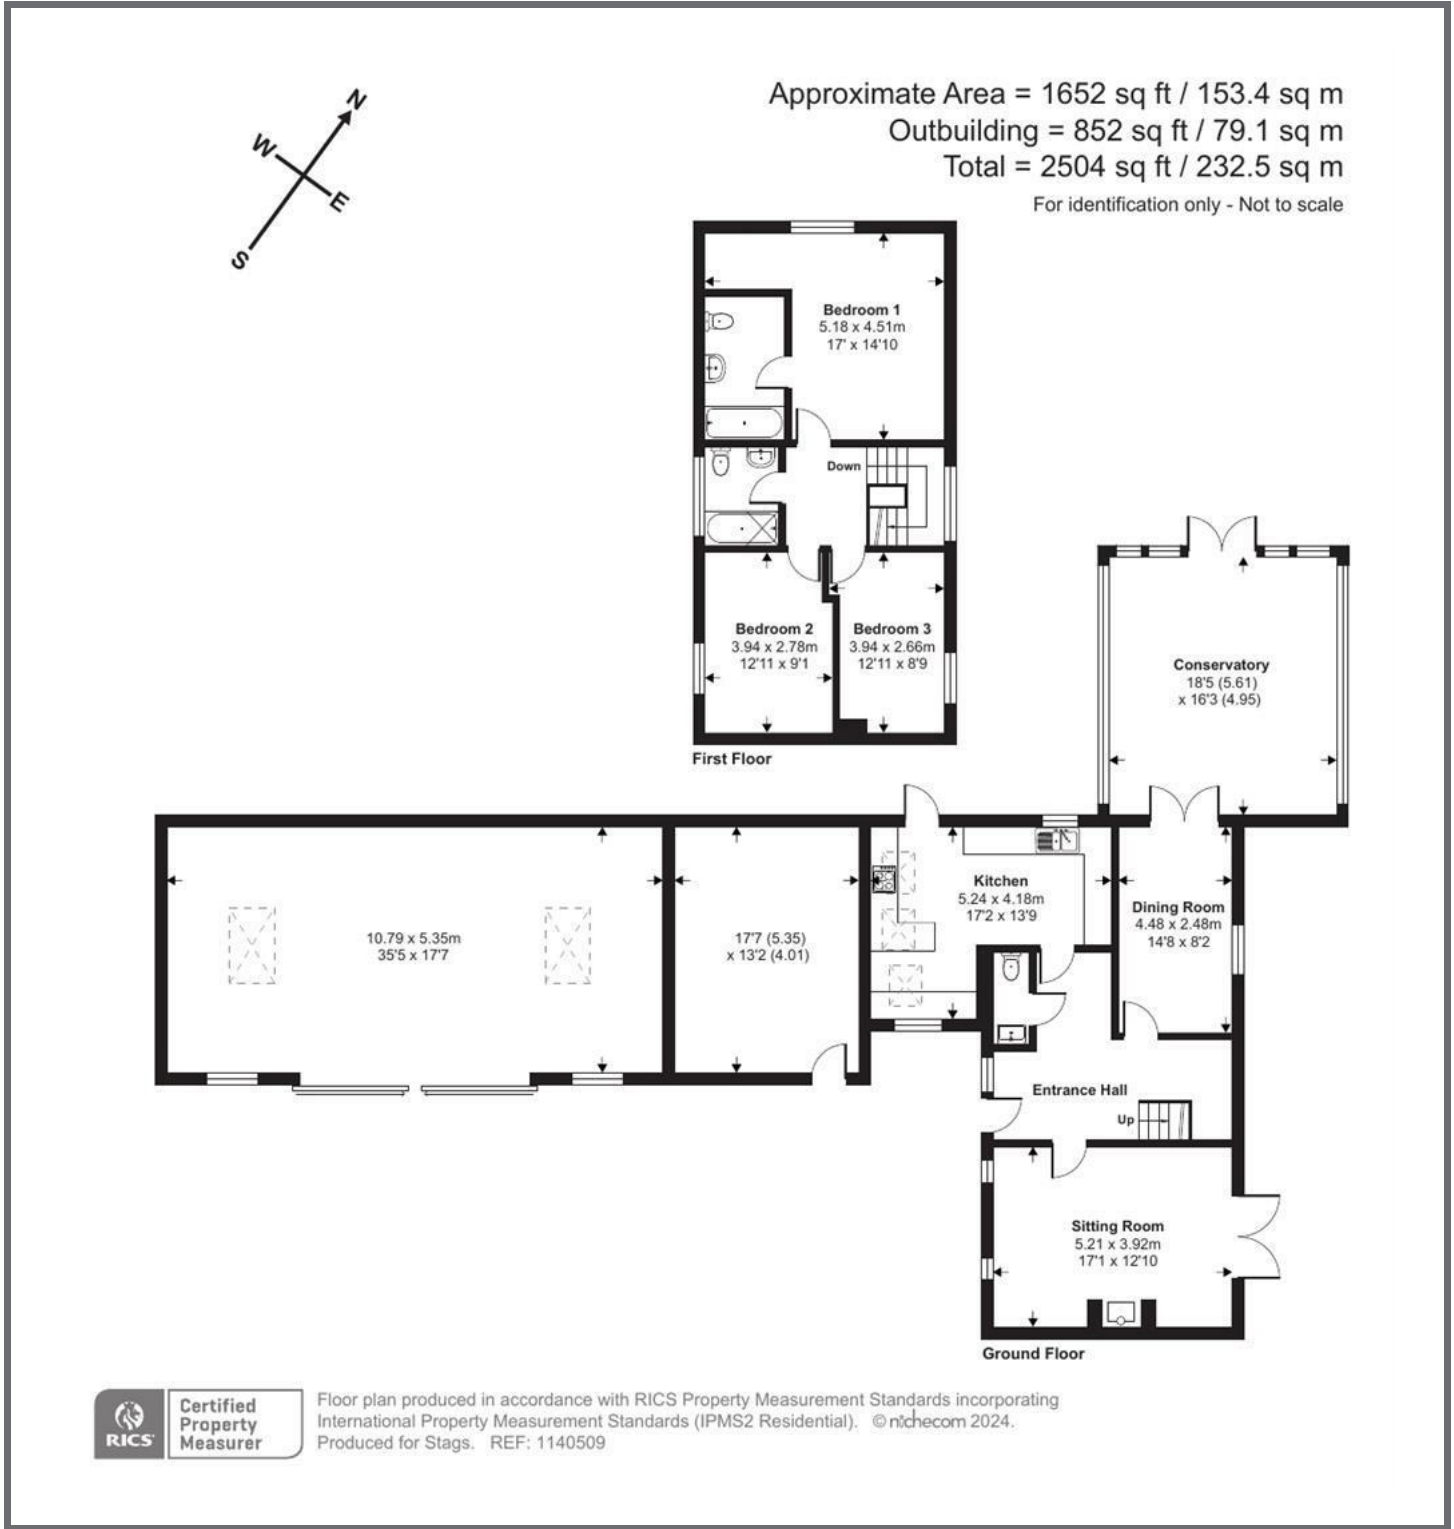 N
W
E
S
Approximate Area = 1652 sq ft / 153.4 sq m
Outbuilding = 852 sq ft / 79.1 sq m
Total = 2504 sq ft / 232.5 sq m
For identification only - Not to scale
Bedroom 1
5.18 x 4.51m
17' x 14'10
Down
Bedroom 2
3.94 x 2.78m
12'11 x 9'1
Bedroom 3
3.94 x 2.66m
12'11 x 8'9
First Floor
Conservatory
18'5 (5.61)
x 16'3 (4.95)
10.79 x 5.35m
35'5 x 17'7
17'7 (5.35)
x 13'2 (4.01)
Kitchen
5.24 x 4.18m
17'2 x 13'9
Dining Room
4.48 x 2.48m
14'8 x 8'2
Entrance Hall
Up
Sitting Room
5.21 x 3.92m
17'1 x 12'10
Ground Floor
RICS
Certified
Property
Measurer
Floor plan produced in accordance with RICS Property Measurement Standards incorporating
International Property Measurement Standards (IPMS2 Residential). © nichecom 2024.
Produced for Stags. REF: 1140509